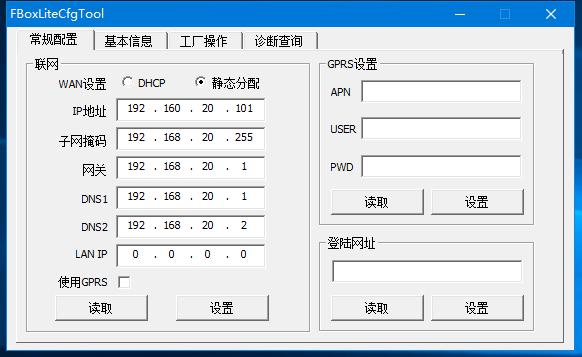 FBoxLiteCfgTool
常规配置 基本信息 工厂操作 诊断查询
联网
WAN设置 DHCP 静态分配
IP地址 192 . 160 . 20 . 101
子网掩码 192 . 168 . 20 . 255
网关 192 . 168 . 20 . 1
DNS1 192 . 168 . 20 . 1
DNS2 192 . 168 . 20 . 2
LAN IP 0 . 0 . 0 . 0
使用GPRS
读取 设置
GPRS设置
APN
USER
PWD
读取 设置
登陆网址
读取 设置